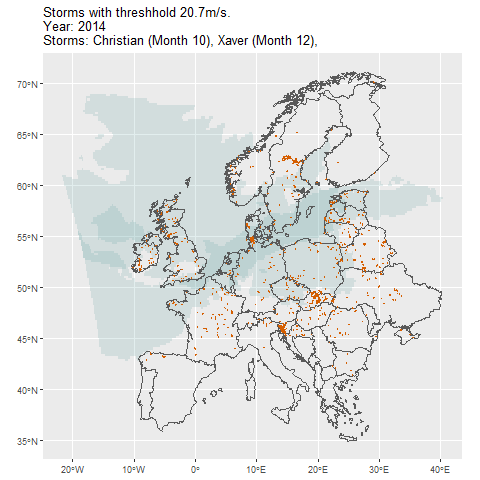 Storms with threshhold 20.7m/s.
Year: 2014
Storms: Christian (Month 10), Xaver (Month 12),
70°N
65°N
60°N
55°N
50°N
45°N
40°N
35°N
20°W
10°W
0°
10°E
20°E
30°E
40°E